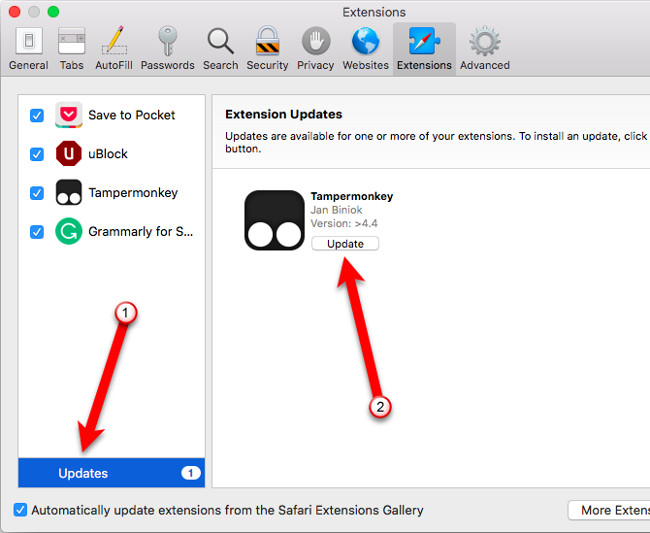 Extensions
General Tabs AutoFill Passwords Search Security Privacy Websites Extensions Advanced
Save to Pocket
uBlock
Tampermonkey
Grammarly for S...
Updates 1
Extension Updates
Updates are available for one or more of your extensions. To install an update, click
button.
Tampermonkey
Jan Biniok
Version: >4.4
Update
1
2
Automatically update extensions from the Safari Extensions Gallery
More Extens